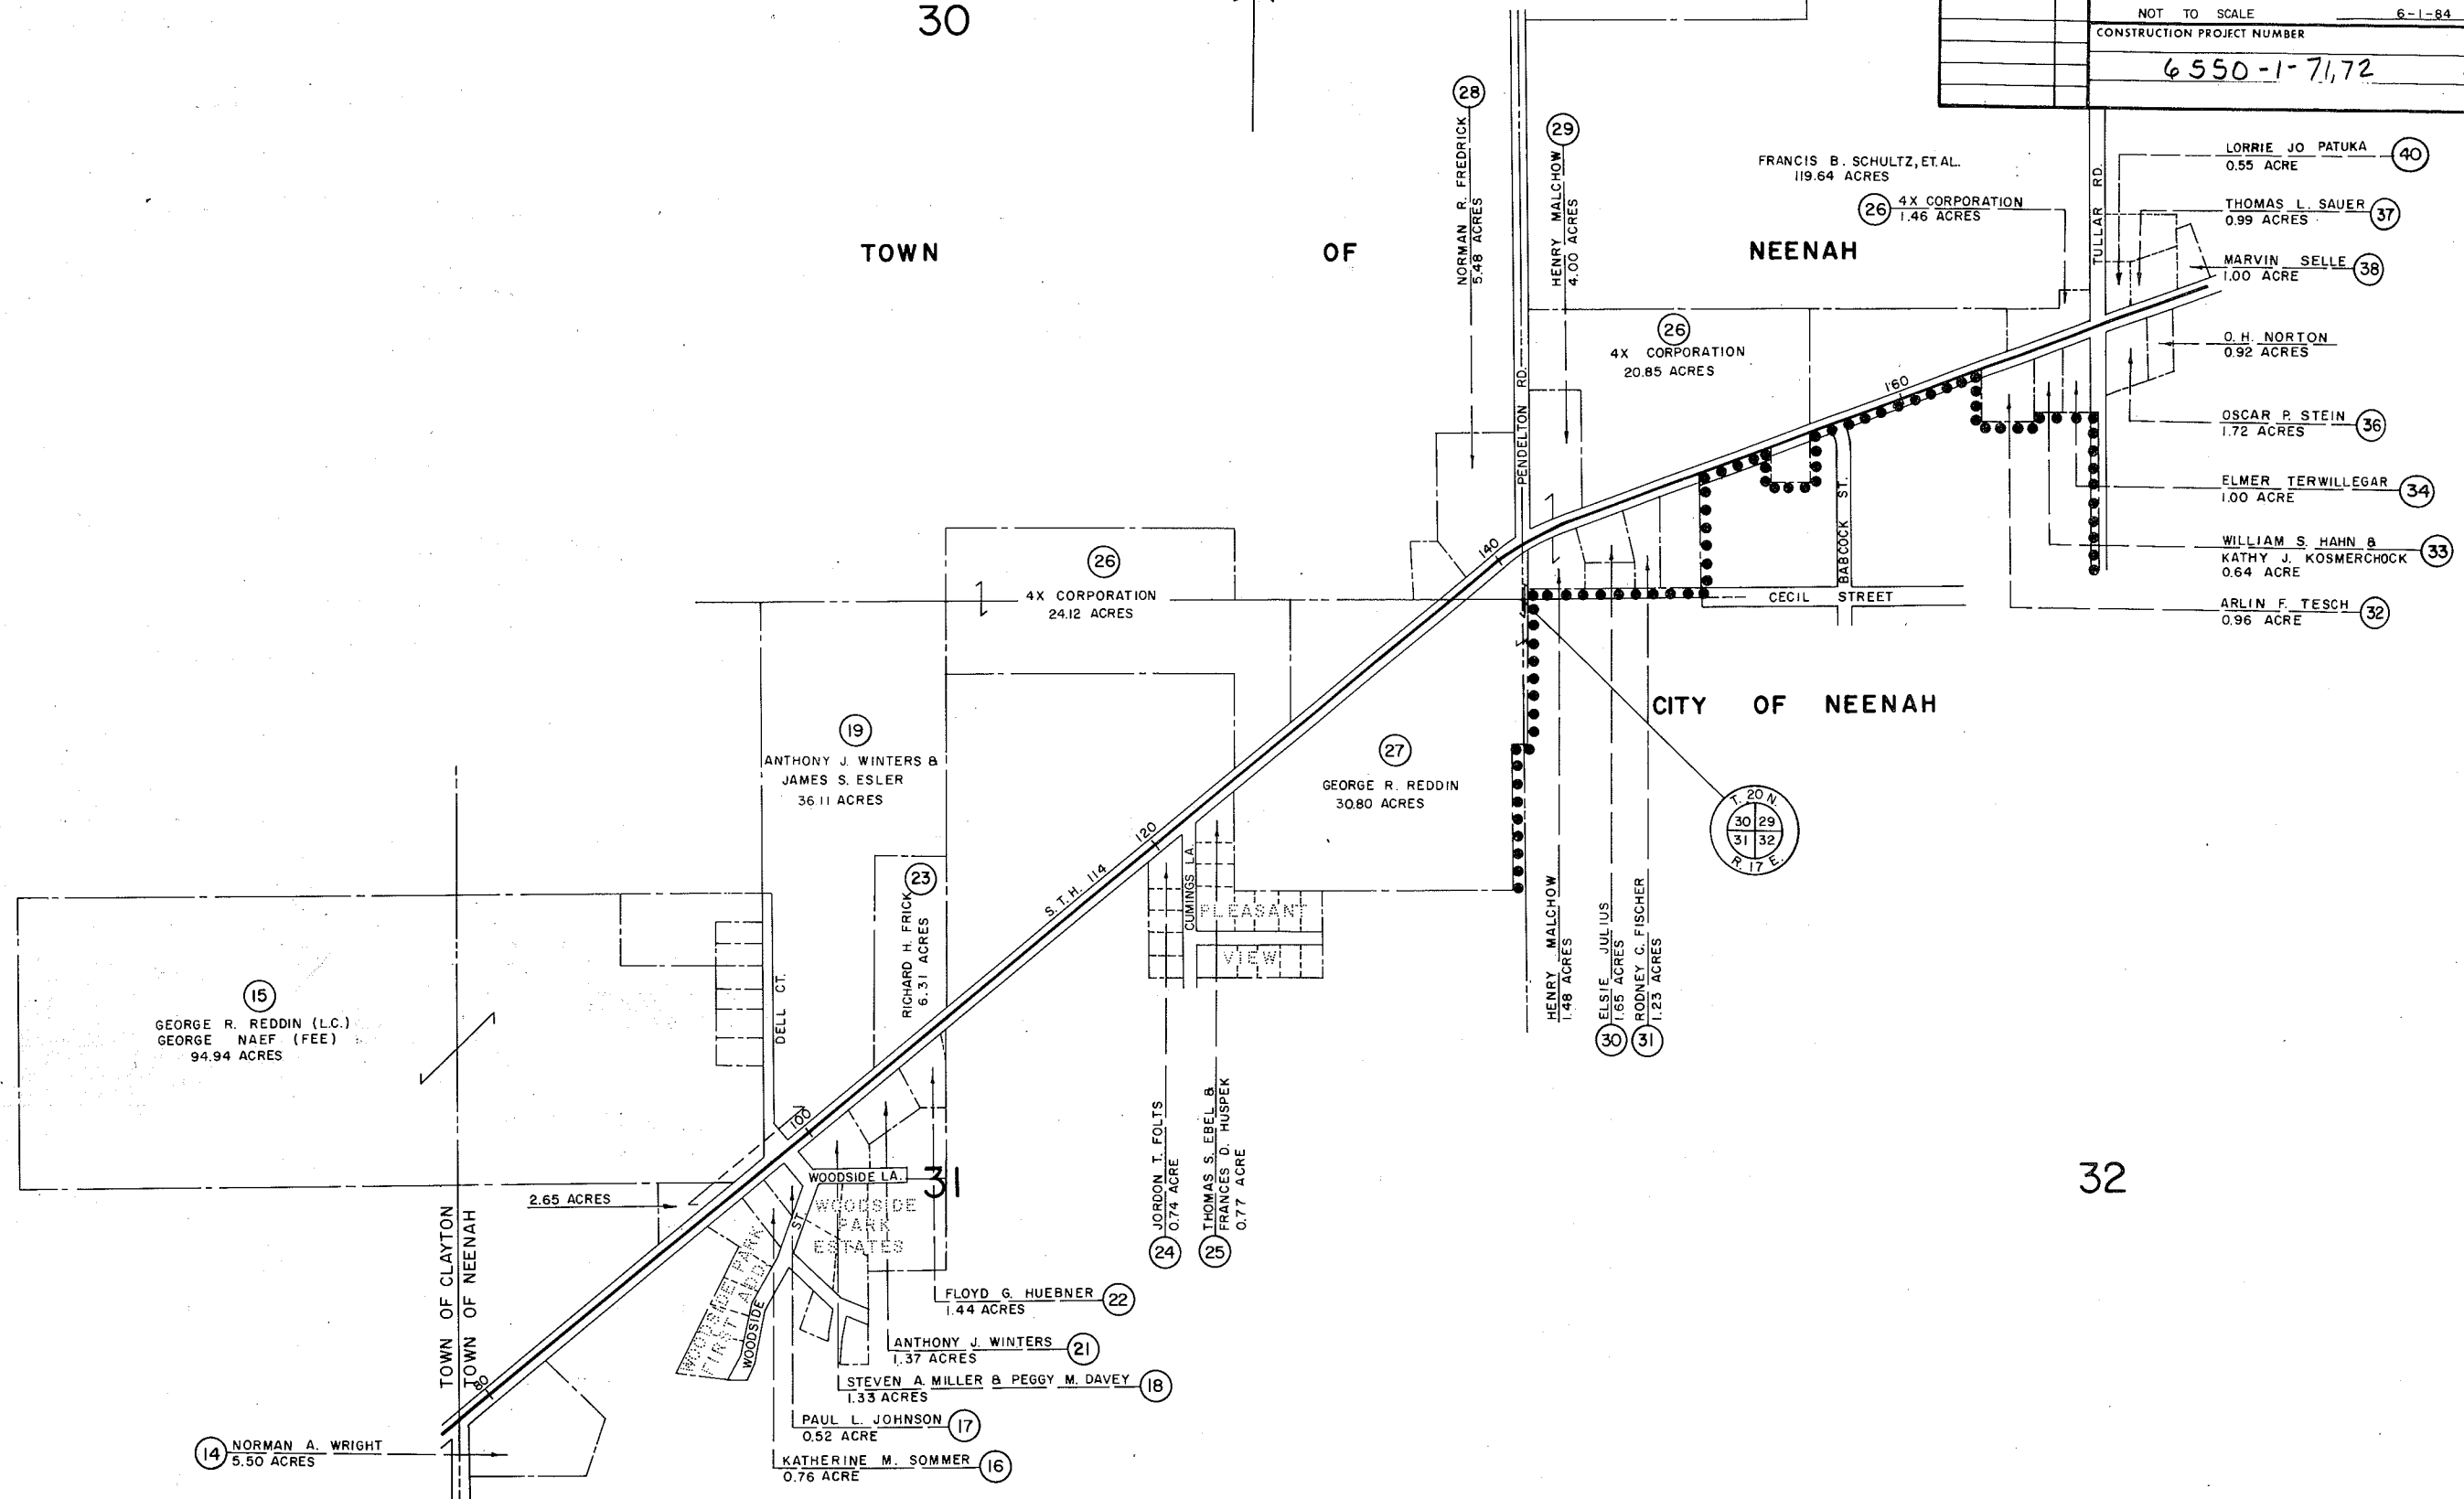 30
NOT TO SCALE 6-1-84
CONSTRUCTION PROJECT NUMBER
6550-1-71,72
28
NORMAN R. FREDRICK
5.48 ACRES
29
HENRY MALCHOW
4.00 ACRES
FRANCIS B. SCHULTZ, ET. AL.
119.64 ACRES
26 4X CORPORATION
1.46 ACRES
TULLAR RD.
LORRIE JO PATUKA 40
0.55 ACRE
THOMAS L. SAUER 37
0.99 ACRES
MARVIN SELLE 38
1.00 ACRE
TOWN OF NEENAH
26
4X CORPORATION
20.85 ACRES
O. H. NORTON
0.92 ACRES
PENDELTON RD.
160
OSCAR P. STEIN 36
1.72 ACRES
ELMER TERWILLEGAR 34
1.00 ACRE
WILLIAM S. HAHN &
KATHY J. KOSMERCHOCK 33
0.64 ACRE
ARLIN F. TESCH 32
0.96 ACRE
BABCOCK ST.
CECIL STREET
140
26
4X CORPORATION
24.12 ACRES
CITY OF NEENAH
19
ANTHONY J. WINTERS &
JAMES S. ESLER
36.11 ACRES
27
GEORGE R. REDDIN
30.80 ACRES
T. 20 N.
30 29
31 32
R. 17 E.
120
S. T. H. 114
23
RICHARD H. FRICK
6.31 ACRES
CUMINGS LA.
PLEASANT
VIEW
HENRY MALCHOW
1.48 ACRES
ELSIE JULIUS
1.65 ACRES
30
RODNEY C. FISCHER
1.23 ACRES
31
15
GEORGE R. REDDIN (L.C.)
GEORGE NAEF (FEE)
94.94 ACRES
DELL CT.
100
JORDON T. FOLTS
0.74 ACRE
24
THOMAS S. EBEL &
FRANCES D. HUSPEK
0.77 ACRE
25
WOODSIDE LA.
31
32
2.65 ACRES
WOODSIDE
PARK
ESTATES
WOODSIDE PARK
FIRST ADD.
WOODSIDE ST.
TOWN OF CLAYTON
TOWN OF NEENAH
80
FLOYD G. HUEBNER 22
1.44 ACRES
ANTHONY J. WINTERS 21
1.37 ACRES
STEVEN A. MILLER & PEGGY M. DAVEY 18
1.33 ACRES
PAUL L. JOHNSON 17
0.52 ACRE
KATHERINE M. SOMMER 16
0.76 ACRE
14 NORMAN A. WRIGHT
5.50 ACRES